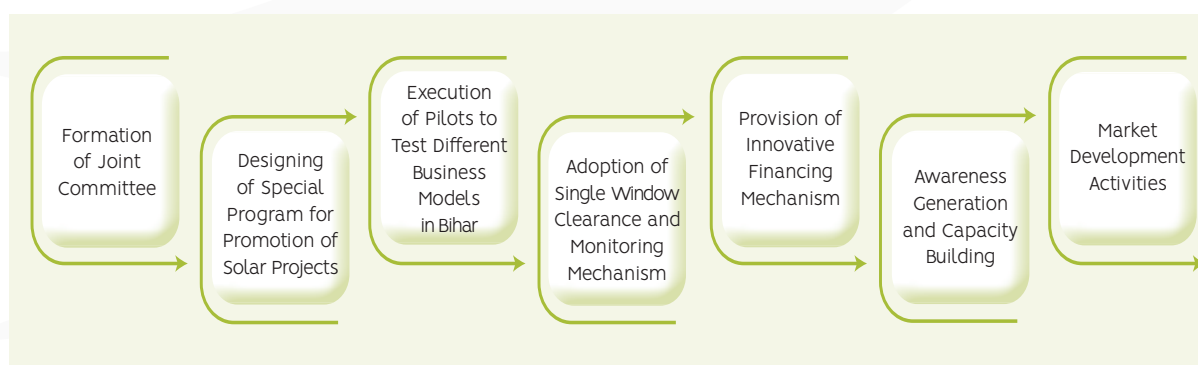 Formation
of Joint
Committee
Designing
of Special
Program for
Promotion of
Solar Projects
Execution
of Pilots to
Test Different
Business
Models
in Bihar
Adoption of
Single Window
Clearance and
Monitoring
Mechanism
Provision of
Innovative
Financing
Mechanism
Awareness
Generation
and Capacity
Building
Market
Development
Activities